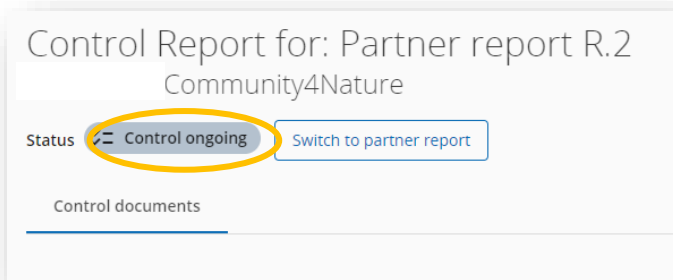 Control Report for: Partner report R.2
Community4Nature
Status Control ongoing Switch to partner report
Control documents